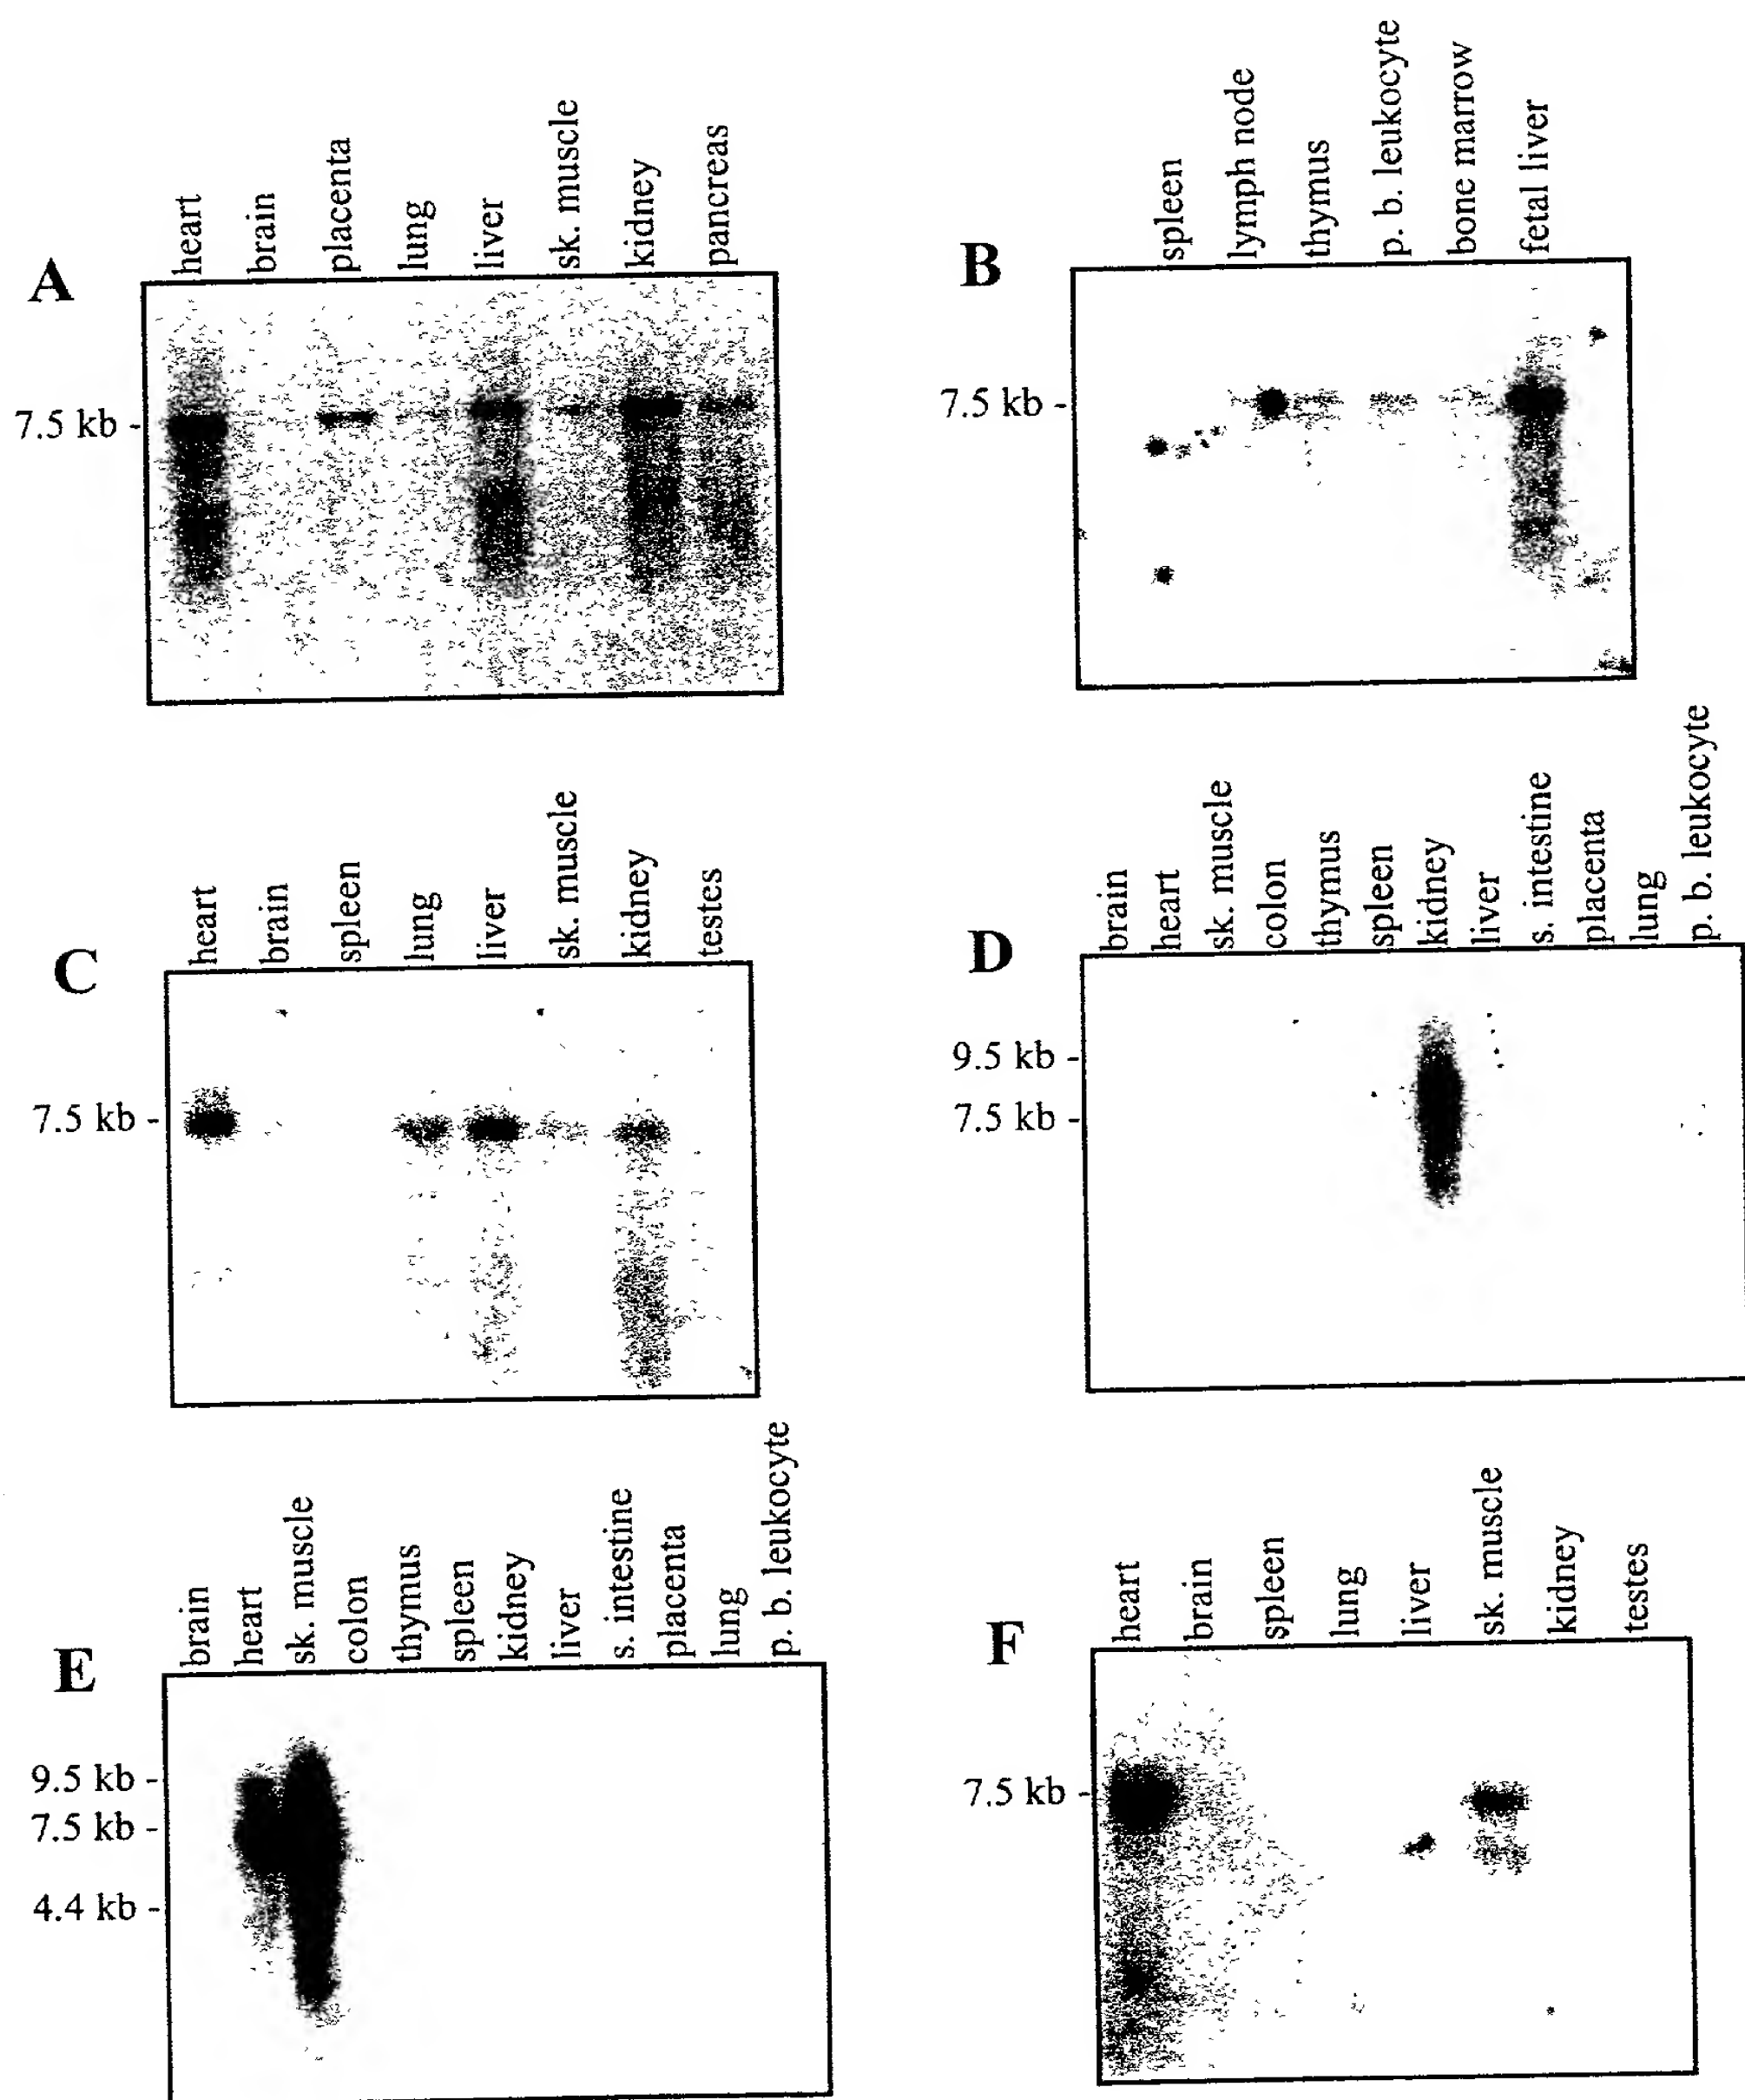 A
heart
brain
placenta
lung
liver
sk. muscle
kidney
pancreas
7.5 kb -
B
spleen
lymph node
thymus
p. b. leukocyte
bone marrow
fetal liver
7.5 kb -
C
heart
brain
spleen
lung
liver
sk. muscle
kidney
testes
7.5 kb -
D
brain
heart
sk. muscle
colon
thymus
spleen
kidney
liver
s. intestine
placenta
lung
p. b. leukocyte
9.5 kb -
7.5 kb -
E
brain
heart
sk. muscle
colon
thymus
spleen
kidney
liver
s. intestine
placenta
lung
p. b. leukocyte
9.5 kb -
7.5 kb -
4.4 kb -
F
heart
brain
spleen
lung
liver
sk. muscle
kidney
testes
7.5 kb -